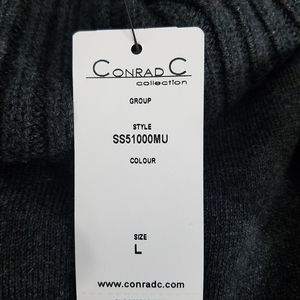 CONRAD C
collection
GROUP
STYLE
SS51000MU
COLOUR
SIZE
L
www.conradc.com